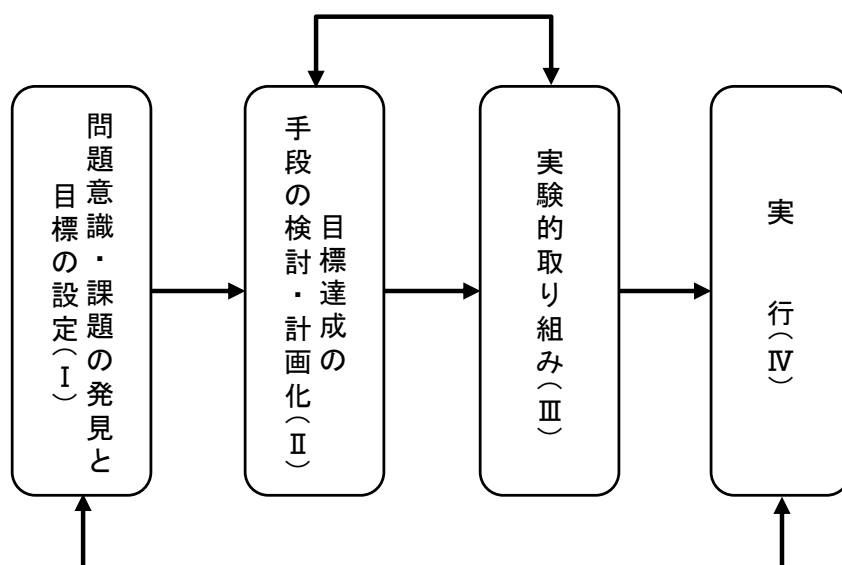 問題意識・課題の発見と
目標の設定(Ⅰ)
目標達成の
手段の検討・計画化(Ⅱ)
実験的取り組み(Ⅲ)
実　行(Ⅳ)